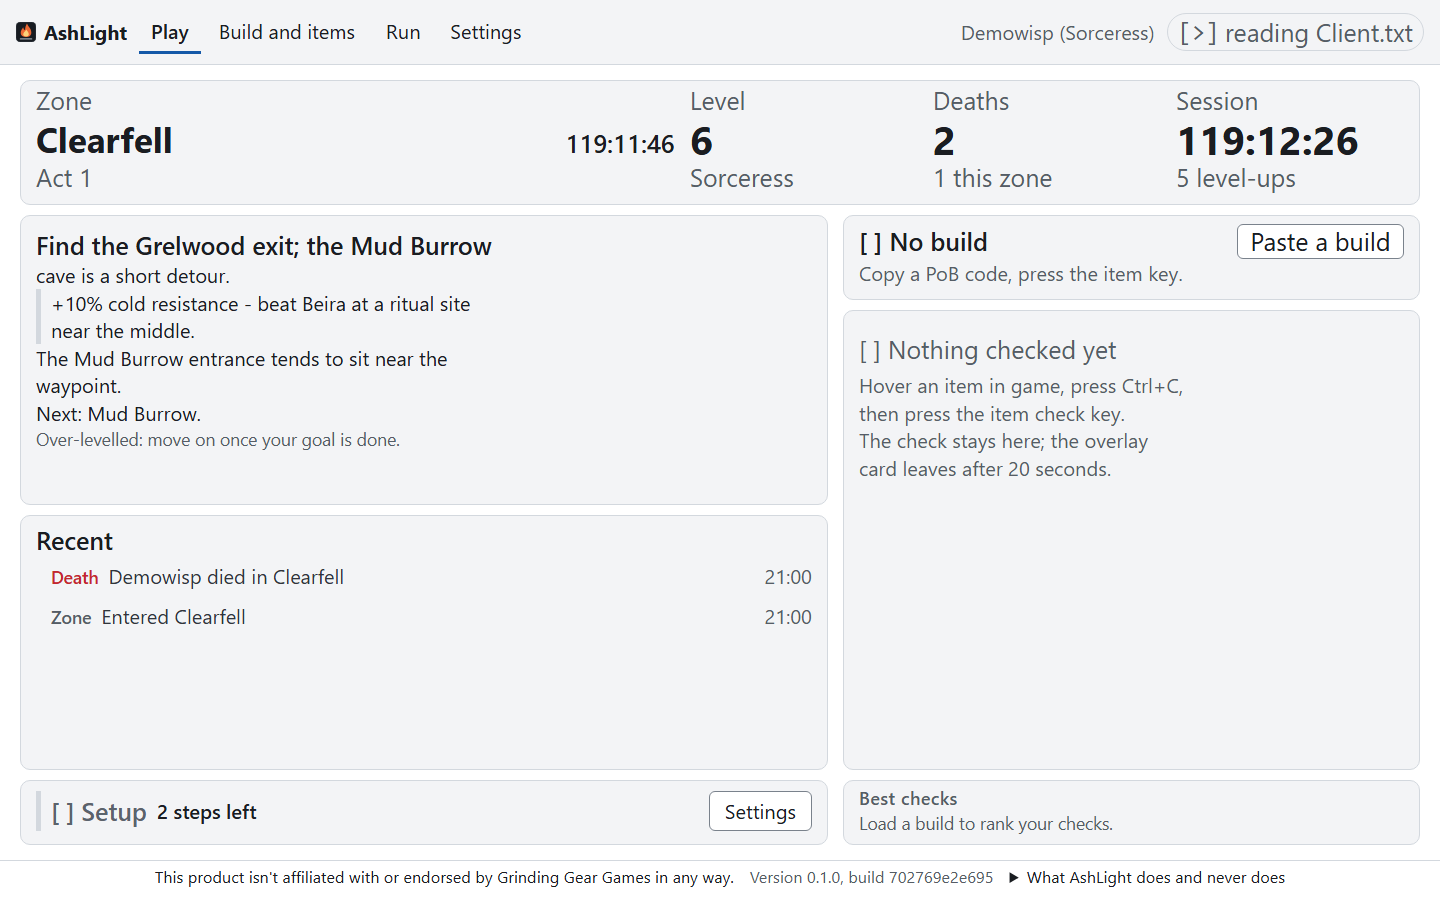 AshLight Play Build and items Run Settings Demowisp (Sorceress) [>] reading Client.txt
Zone
Clearfell 119:11:46
Act 1
Level
6
Sorceress
Deaths
2
1 this zone
Session
119:12:26
5 level-ups
Find the Grelwood exit; the Mud Burrow
cave is a short detour.
+10% cold resistance - beat Beira at a ritual site
near the middle.
The Mud Burrow entrance tends to sit near the
waypoint.
Next: Mud Burrow.
Over-levelled: move on once your goal is done.
[ ] No build Paste a build
Copy a PoB code, press the item key.
[ ] Nothing checked yet
Hover an item in game, press Ctrl+C,
then press the item check key.
The check stays here; the overlay
card leaves after 20 seconds.
Recent
Death Demowisp died in Clearfell 21:00
Zone Entered Clearfell 21:00
[ ] Setup 2 steps left Settings
Best checks
Load a build to rank your checks.
This product isn't affiliated with or endorsed by Grinding Gear Games in any way. Version 0.1.0, build 702769e2e695 ▶ What AshLight does and never does